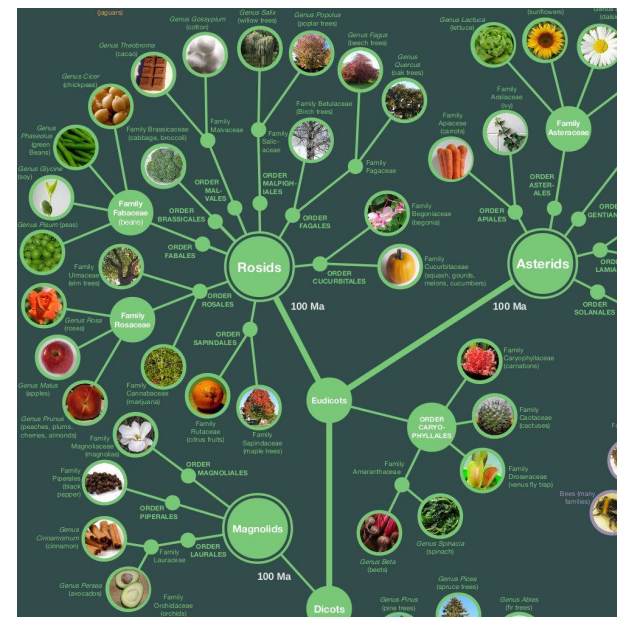 (jaguars)
Genus Gossypium
(cotton)
Genus Salix
(willow trees)
Genus Populus
(poplar trees)
Genus Fagus
(beech trees)
Genus
Quercus
(oak trees)
Genus Theobroma
(cacao)
Genus Cicer
(chickpeas)
Genus
Phaseolus
(green
Beans)
Genus Glycine
(soy)
Genus Pisum (peas)
Family Brassicaceae
(cabbage, broccoli)
Family
Malvaceae
Family
Salic-
aceae
Family Betulaceae
(Birch trees)
Family
Fagaceae
Family
Fabaceae
(beans)
ORDER
MAL-
VALES
ORDER
MALPIGH-
IALES
ORDER
BRASSICALES
ORDER
FAGALES
ORDER
FABALES
Family
Begoniaceae
(begonia)
Family
Cucurbitaceae
(squash, gourds,
melons, cucumbers)
ORDER
CUCURBITALES
Rosids
100 Ma
Family
Ulmaceae
(elm trees)
ORDER
ROSALES
Family
Rosaceae
Genus Rosa
(roses)
Genus Malus
(apples)
Genus Prunus
(peaches, plums,
cherries, almonds)
Family
Cannabaceae
(marijuana)
ORDER
SAPINDALES
Family
Rutaceae
(citrus fruits)
Family
Sapindaceae
(maple trees)
Genus Lactuca
(lettuce)
(sunflowers)
Family
Araliaceae
(ivy)
Family
Apiaceae
(carrots)
Family
Asteraceae
ORDER
ASTER-
ALES
ORDER
APIALES
GENTIAN
LAMIA
ORDER
SOLANALES
Asterids
100 Ma
Eudicots
Family
Caryophyllaceae
(carnations)
Family
Cactaceae
(cactuses)
ORDER
CARYO-
PHYLLALES
Family
Droseraceae
(venus fly trap)
Family
Amaranthaceae
Genus Spinacia
(spinach)
Genus Beta
(beets)
Bees (many
families)
Family
Magnoliaceae
(magnolias)
ORDER
MAGNOLIALES
Family
Piperales
(black
pepper)
ORDER
PIPERALES
Magnolids
100 Ma
Genus
Cinnamomum
(cinnamon)
Family
Lauraceae
ORDER
LAURALES
Genus Persea
(avocados)
Family
Orchidaceae
(orchids)
Dicots
Genus Pinus
(pine trees)
Genus Picea
(spruce trees)
Genus Abies
(fir trees)